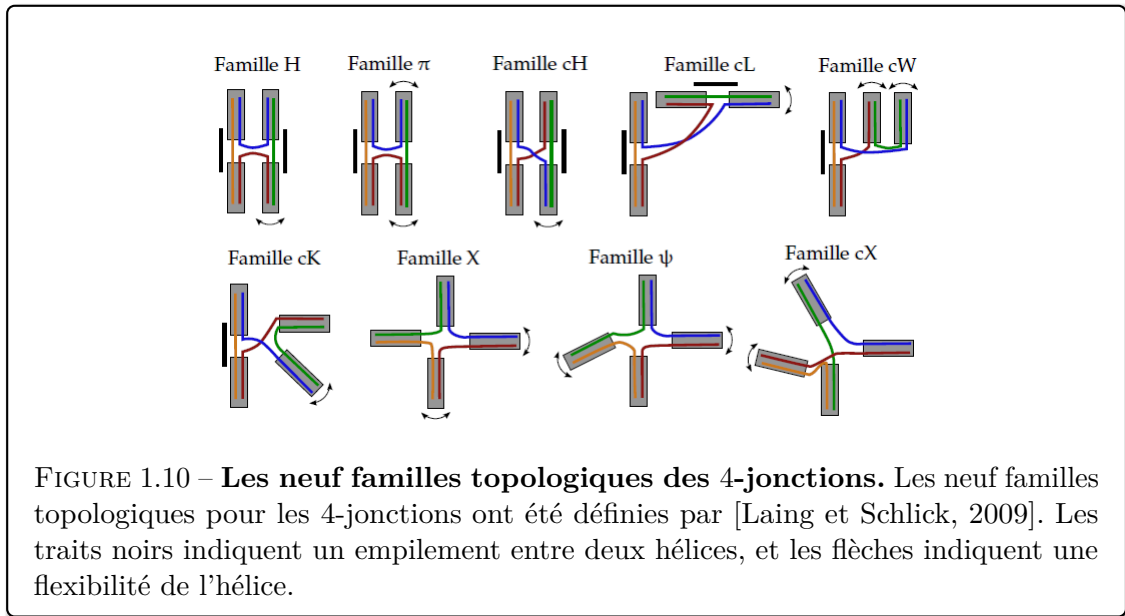 Famille H
Famille π
Famille cH
Famille cL
Famille cW
Famille cK
Famille X
Famille ψ
Famille cX
FIGURE 1.10 – Les neuf familles topologiques des 4-jonctions. Les neuf familles
topologiques pour les 4-jonctions ont été définies par [Laing et Schlick, 2009]. Les
traits noirs indiquent un empilement entre deux hélices, et les flèches indiquent une
flexibilité de l'hélice.